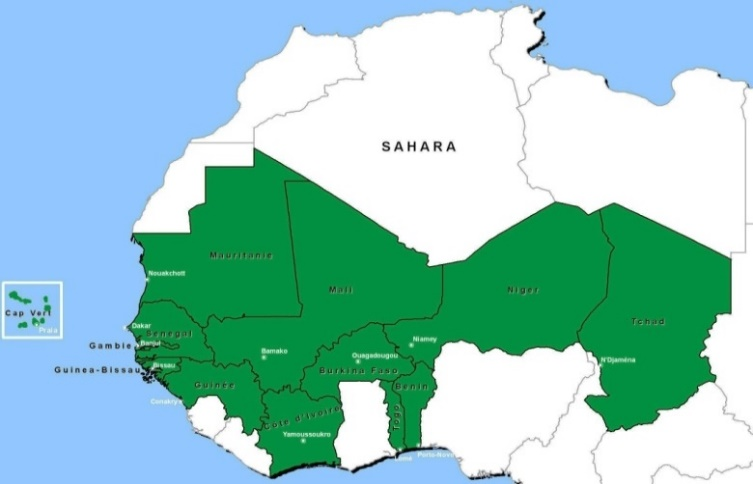 SAHARA
Mauritanie
Nouakchott
Mali
Niger
Tchad
Cap Vert
Praia
Dakar
Senegal
Gambie
Banjul
Niamey
N'Djaména
Bamako
Ouagadougou
Guinea-Bissau
Bissau
Burkina Faso
Guinée
Benin
Conakry
Cote d'Ivoire
Togo
Yamoussoukro
Lomé
Porto-Novo